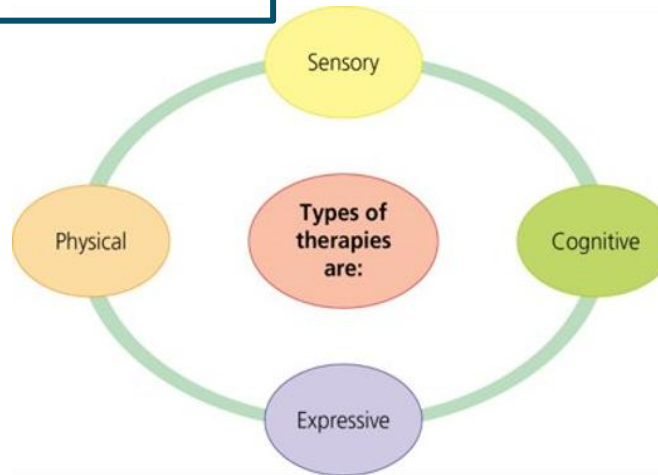 Sensory
Physical
Types of
therapies
are:
Cognitive
Expressive